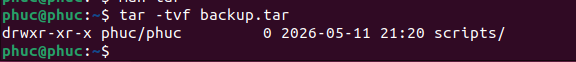 phuc@phuc:~$ tar -tvf backup.tar
drwxr-xr-x phuc/phuc         0 2026-05-11 21:20 scripts/
phuc@phuc:~$